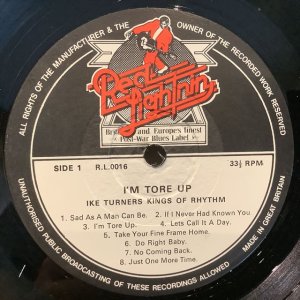 ALL RIGHTS OF THE MANUFACTURER & THE OWNER OF THE RECORDED WORK RESERVED
Red
Lightnin'
Britain's and Europes finest
Post-War Blues Label
SIDE 1 R.L.0016 33⅓ RPM
I'M TORE UP
IKE TURNERS KINGS OF RHYTHM
1. Sad As A Man Can Be. 2. If I Never Had Known You
3. I'm Tore Up. 4. Lets Call It A Day.
5. Take Your Fine Frame Home.
6. Do Right Baby.
7. No Coming Back.
8. Just One More Time.
UNAUTHORISED PUBLIC BROADCASTING OF THESE RECORDINGS NOT ALLOWED
MADE IN GREAT BRITAIN